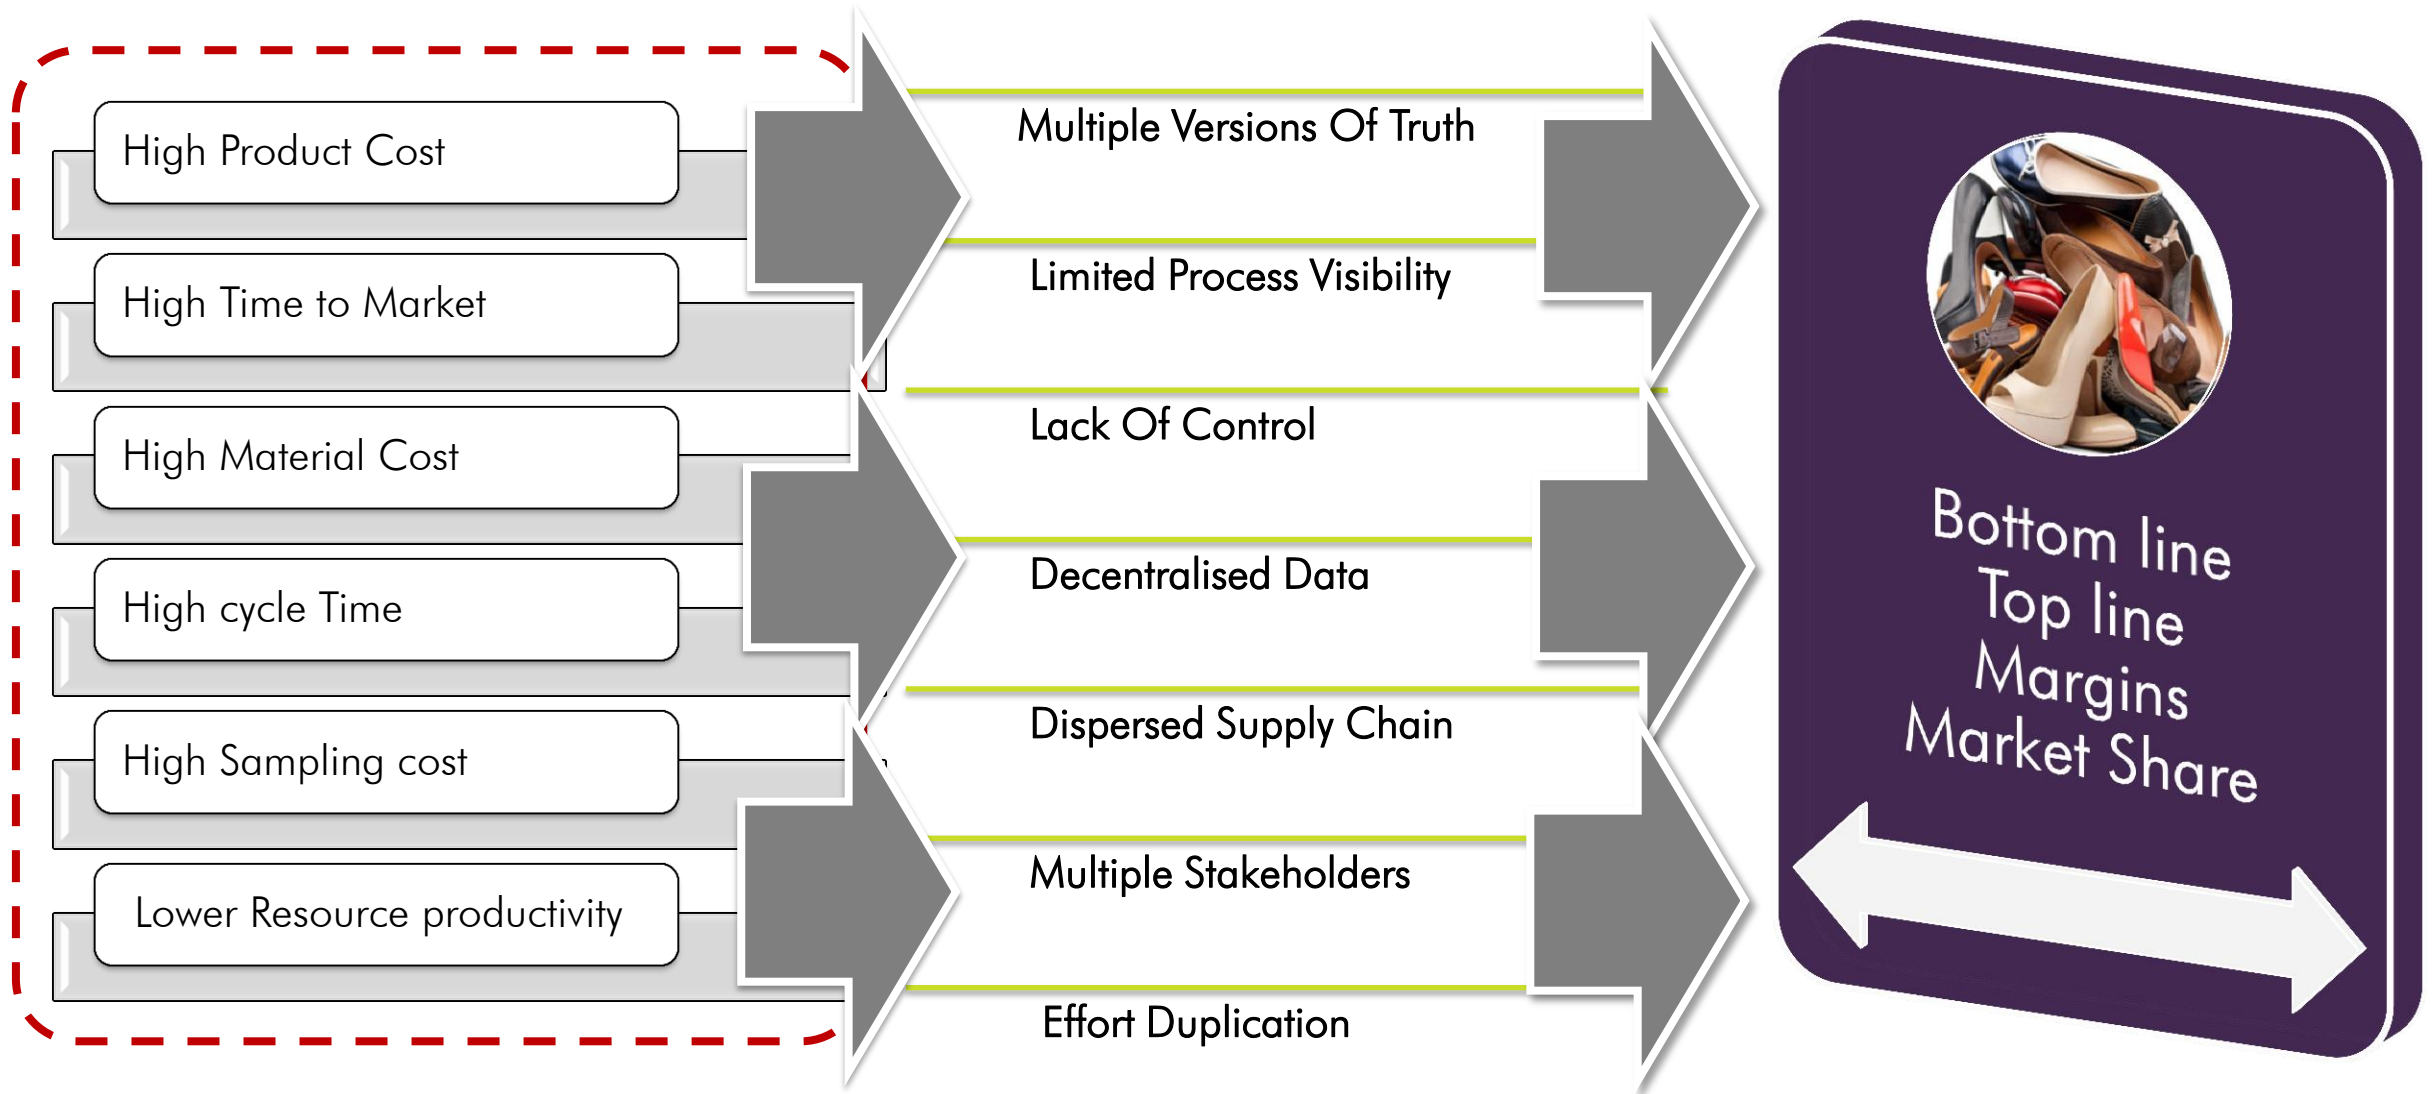 High Product Cost
High Time to Market
High Material Cost
High cycle Time
High Sampling cost
Lower Resource productivity
Multiple Versions Of Truth
Limited Process Visibility
Lack Of Control
Decentralised Data
Dispersed Supply Chain
Multiple Stakeholders
Effort Duplication
Bottom line
Top line
Margins
Market Share